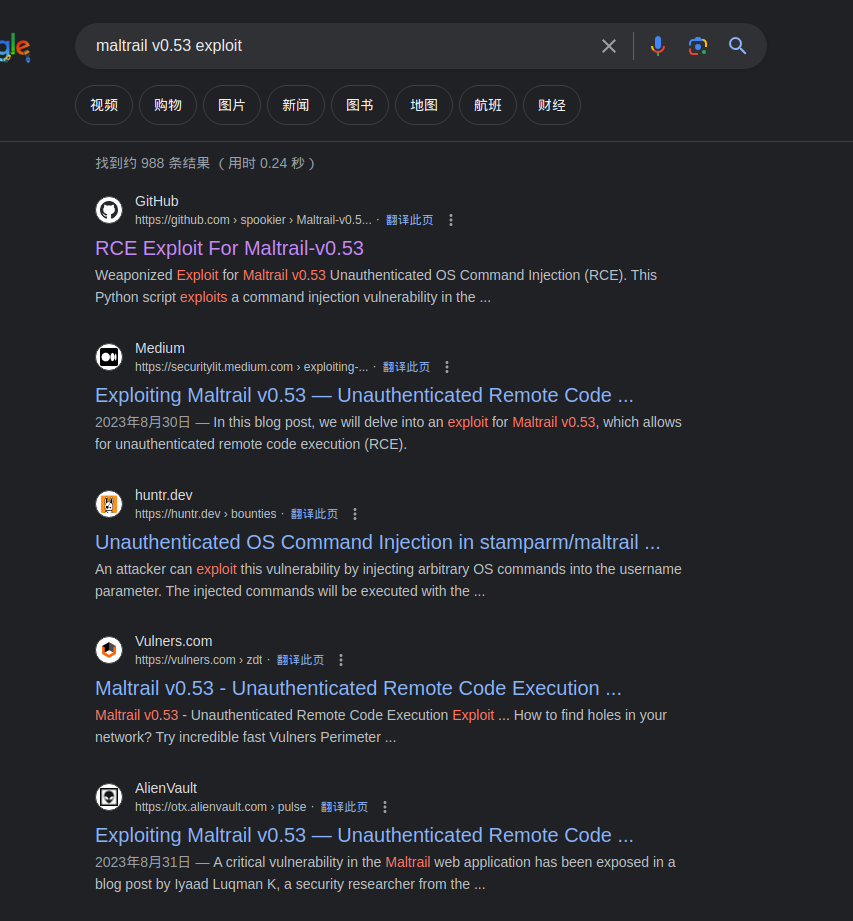 gle maltrail v0.53 exploit
视频 购物 图片 新闻 图书 地图 航班 财经
找到约 988 条结果 （用时 0.24 秒）
GitHub
https://github.com › spookier › Maltrail-v0.5... · 翻译此页
RCE Exploit For Maltrail-v0.53
Weaponized Exploit for Maltrail v0.53 Unauthenticated OS Command Injection (RCE). This
Python script exploits a command injection vulnerability in the ...
Medium
https://securitylit.medium.com › exploiting-... · 翻译此页
Exploiting Maltrail v0.53 — Unauthenticated Remote Code ...
2023年8月30日 — In this blog post, we will delve into an exploit for Maltrail v0.53, which allows
for unauthenticated remote code execution (RCE).
huntr.dev
https://huntr.dev › bounties · 翻译此页
Unauthenticated OS Command Injection in stamparm/maltrail ...
An attacker can exploit this vulnerability by injecting arbitrary OS commands into the username
parameter. The injected commands will be executed with the ...
Vulners.com
https://vulners.com › zdt · 翻译此页
Maltrail v0.53 - Unauthenticated Remote Code Execution ...
Maltrail v0.53 - Unauthenticated Remote Code Execution Exploit ... How to find holes in your
network? Try incredible fast Vulners Perimeter ...
AlienVault
https://otx.alienvault.com › pulse · 翻译此页
Exploiting Maltrail v0.53 — Unauthenticated Remote Code ...
2023年8月31日 — A critical vulnerability in the Maltrail web application has been exposed in a
blog post by Iyaad Luqman K, a security researcher from the ...